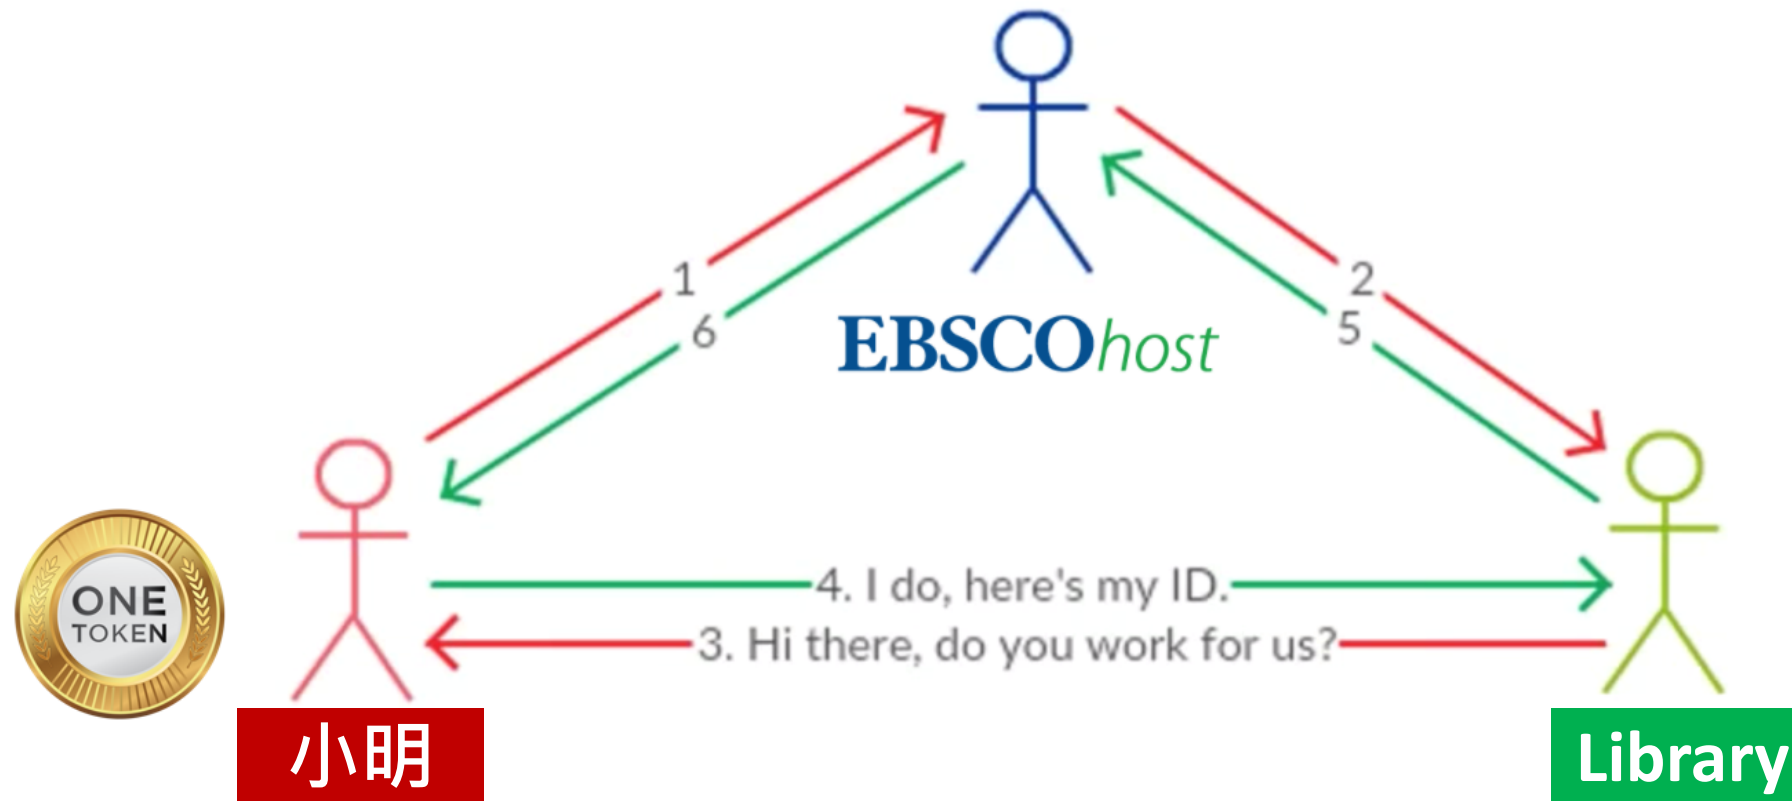 1
6
2
5
EBSCOhost
ONE
TOKEN
4. I do, here's my ID.
3. Hi there, do you work for us?
小明
Library